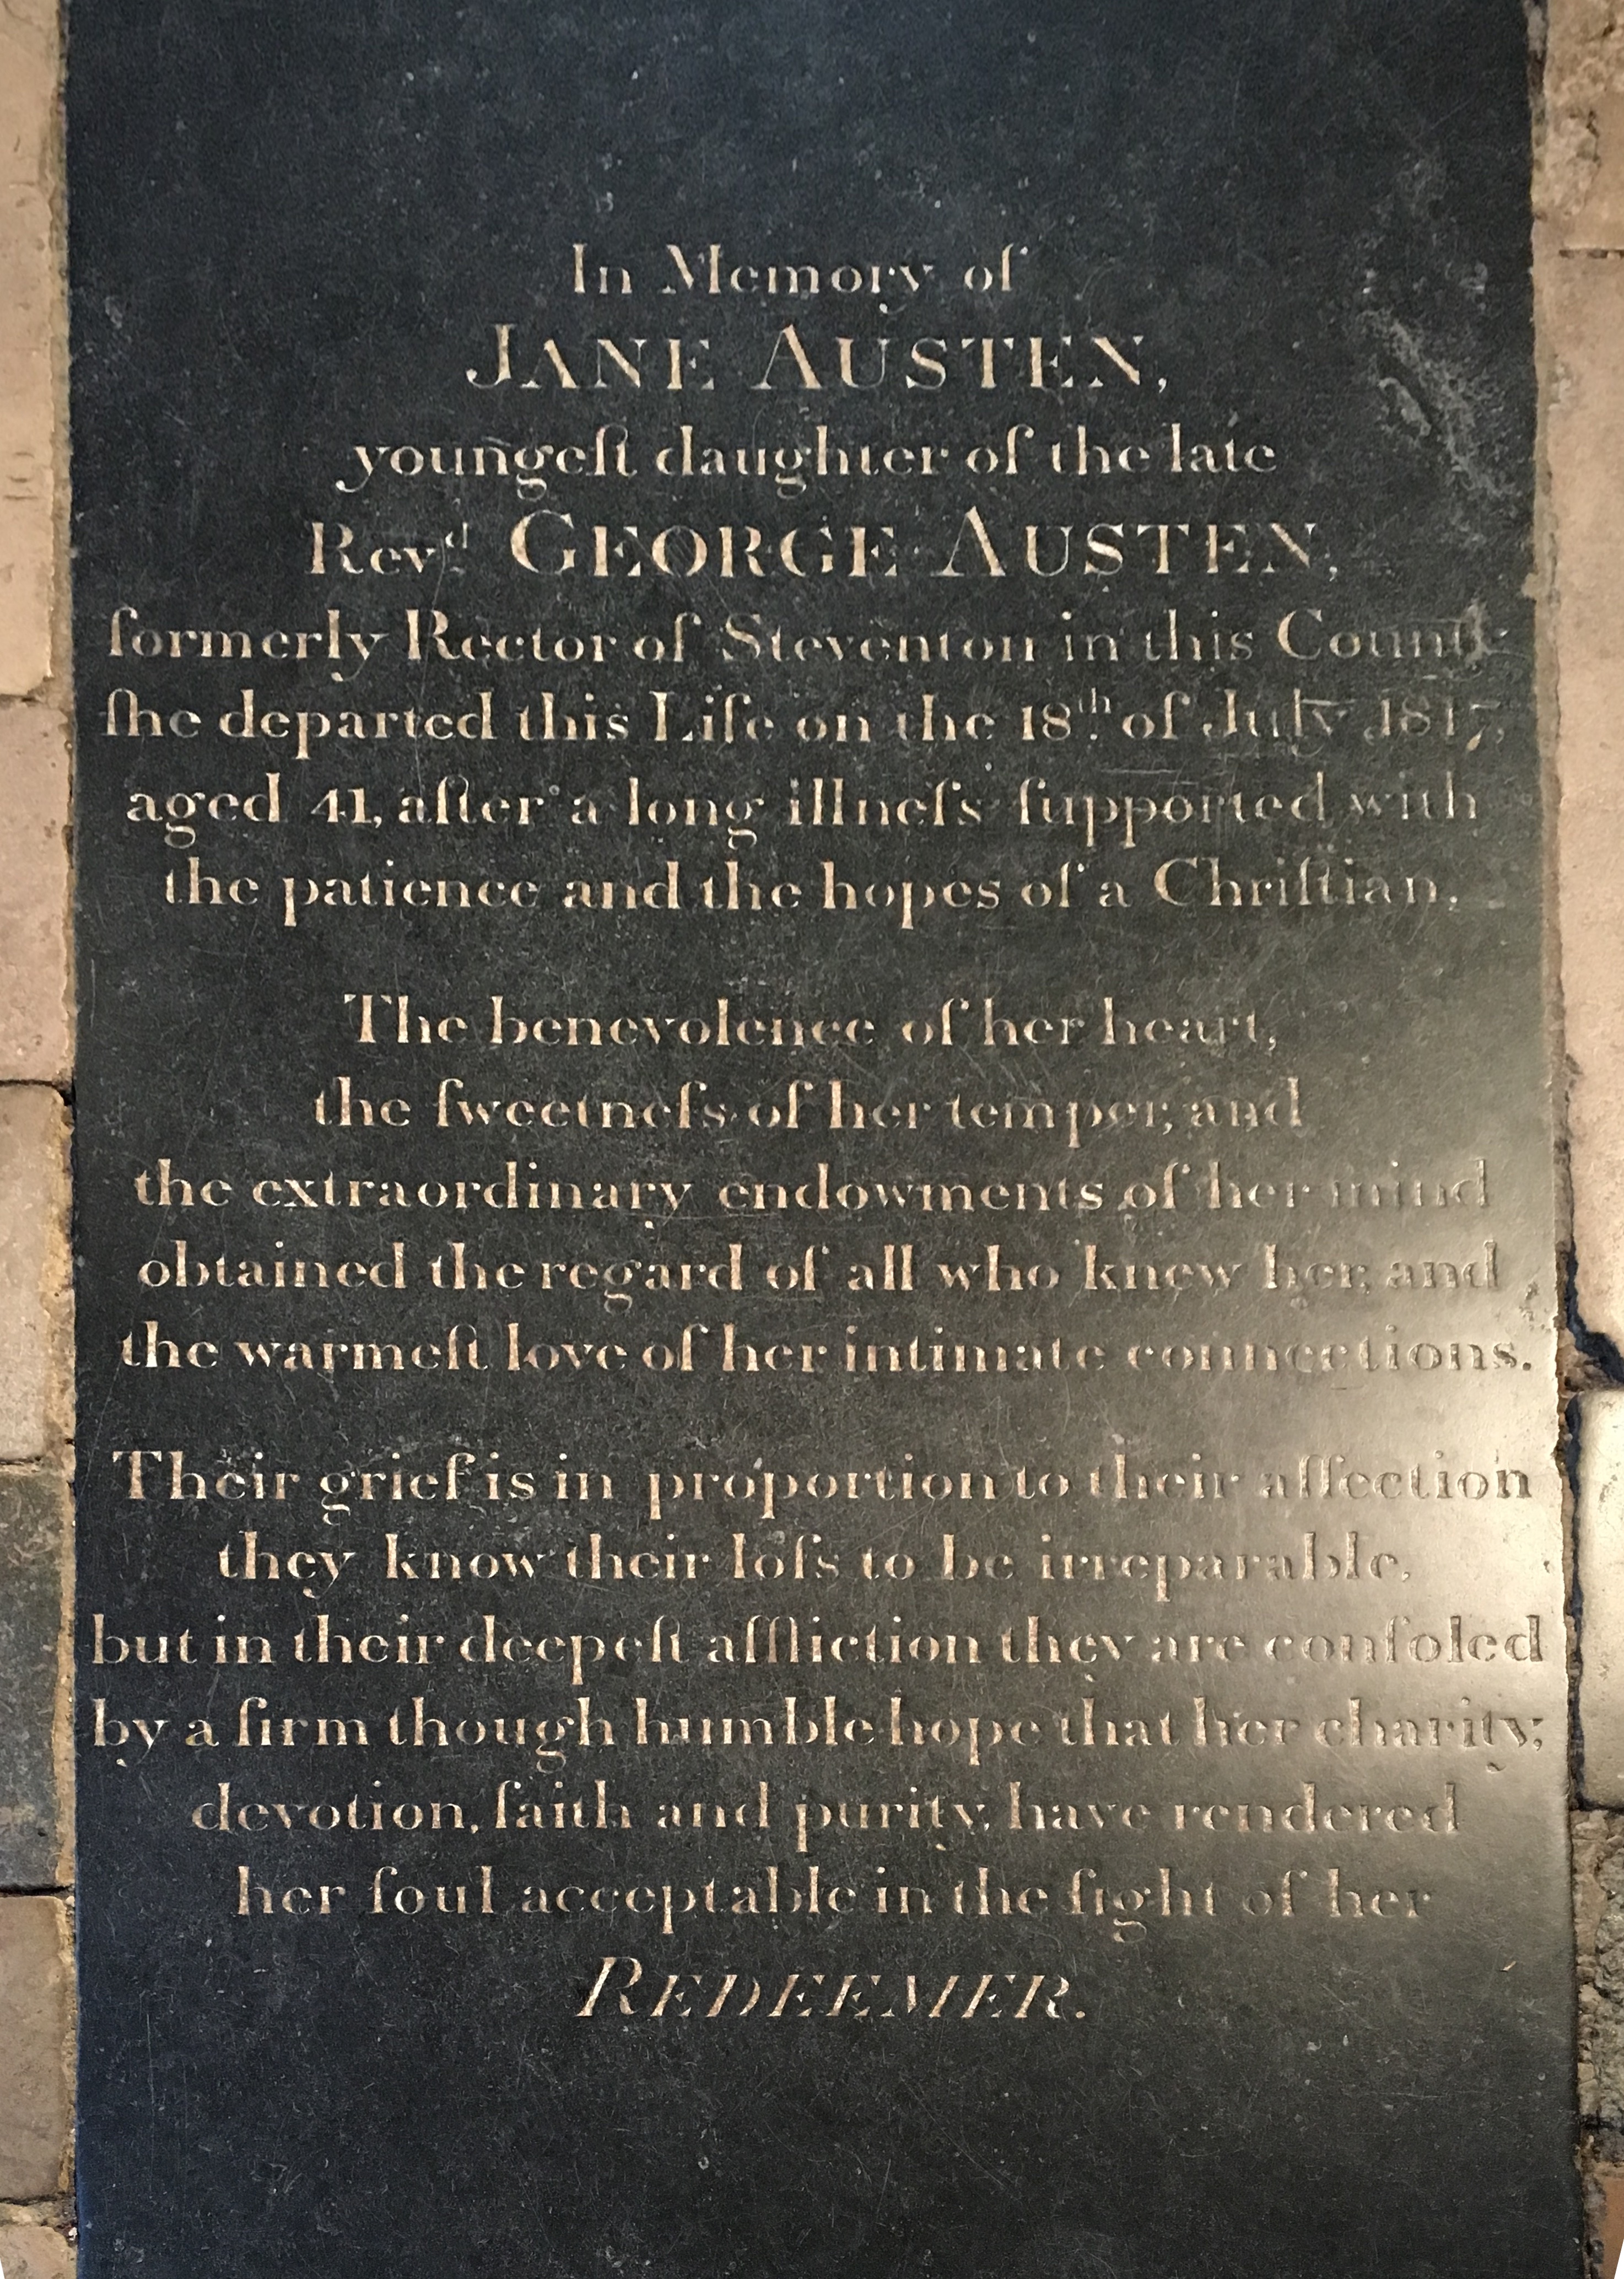 In Memory of
JANE AUSTEN,
youngeſt daughter of the late
Revᵈ GEORGE AUSTEN,
formerly Rector of Steventon in this County
ſhe departed this Life on the 18ᵗʰ of July 1817,
aged 41, after a long illneſs ſupported with
the patience and the hopes of a Chriſtian.
The benevolence of her heart,
the ſweetneſs of her temper, and
the extraordinary endowments of her mind
obtained the regard of all who knew her, and
the warmeſt love of her intimate connections.
Their grief is in proportion to their affection
they know their loſs to be irreparable,
but in their deepeſt affliction they are conſoled
by a firm though humble hope that her charity,
devotion, faith and purity, have rendered
her ſoul acceptable in the ſight of her
REDEEMER.